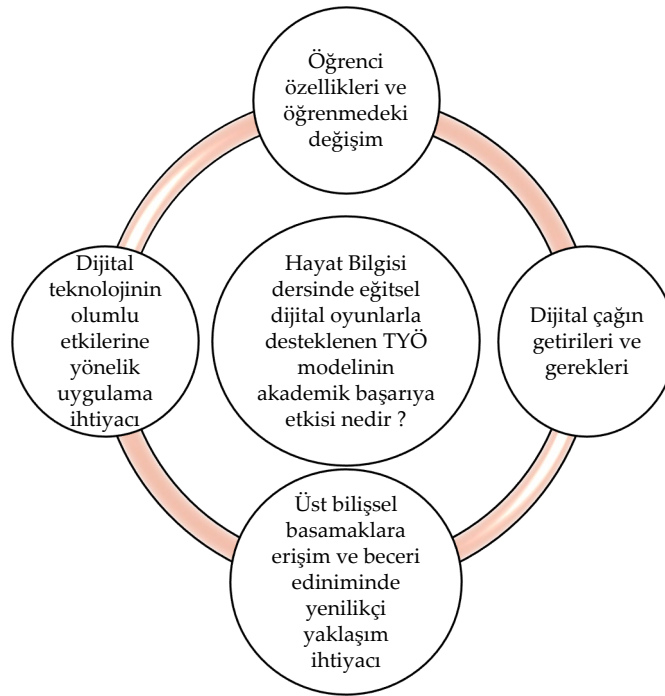 Öğrenci
özellikleri ve
öğrenmedeki
değişim
Dijital
teknolojinin
olumlu
etkilerine
yönelik
uygulama
ihtiyacı
Hayat Bilgisi
dersinde eğitsel
dijital oyunlarla
desteklenen TYÖ
modelinin
akademik başarıya
etkisi nedir ?
Dijital çağın
getirileri ve
gerekleri
Üst bilişsel
basamaklara
erişim ve beceri
ediniminde
yenilikçi
yaklaşım
ihtiyacı